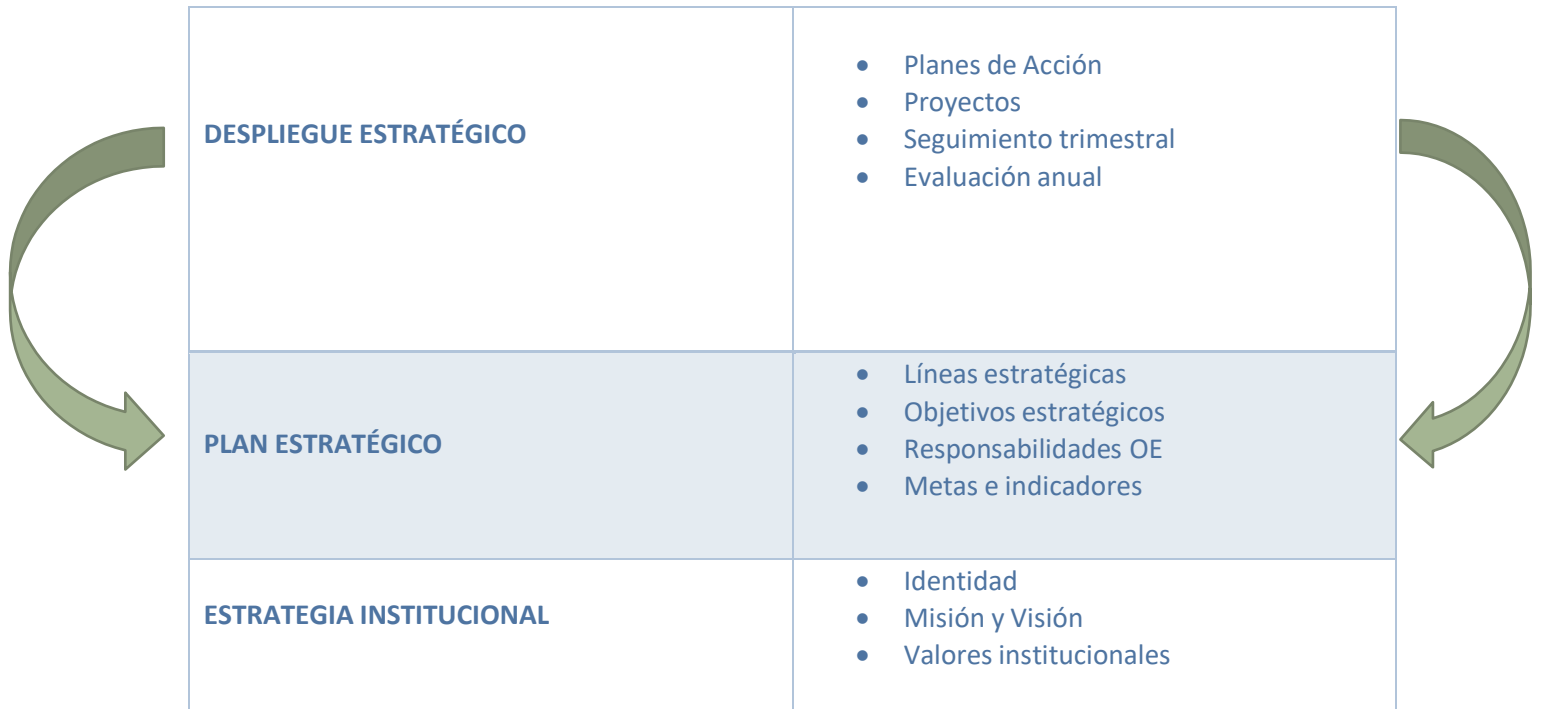 DESPLIEGUE ESTRATÉGICO
• Planes de Acción
• Proyectos
• Seguimiento trimestral
• Evaluación anual
PLAN ESTRATÉGICO
• Líneas estratégicas
• Objetivos estratégicos
• Responsabilidades OE
• Metas e indicadores
ESTRATEGIA INSTITUCIONAL
• Identidad
• Misión y Visión
• Valores institucionales